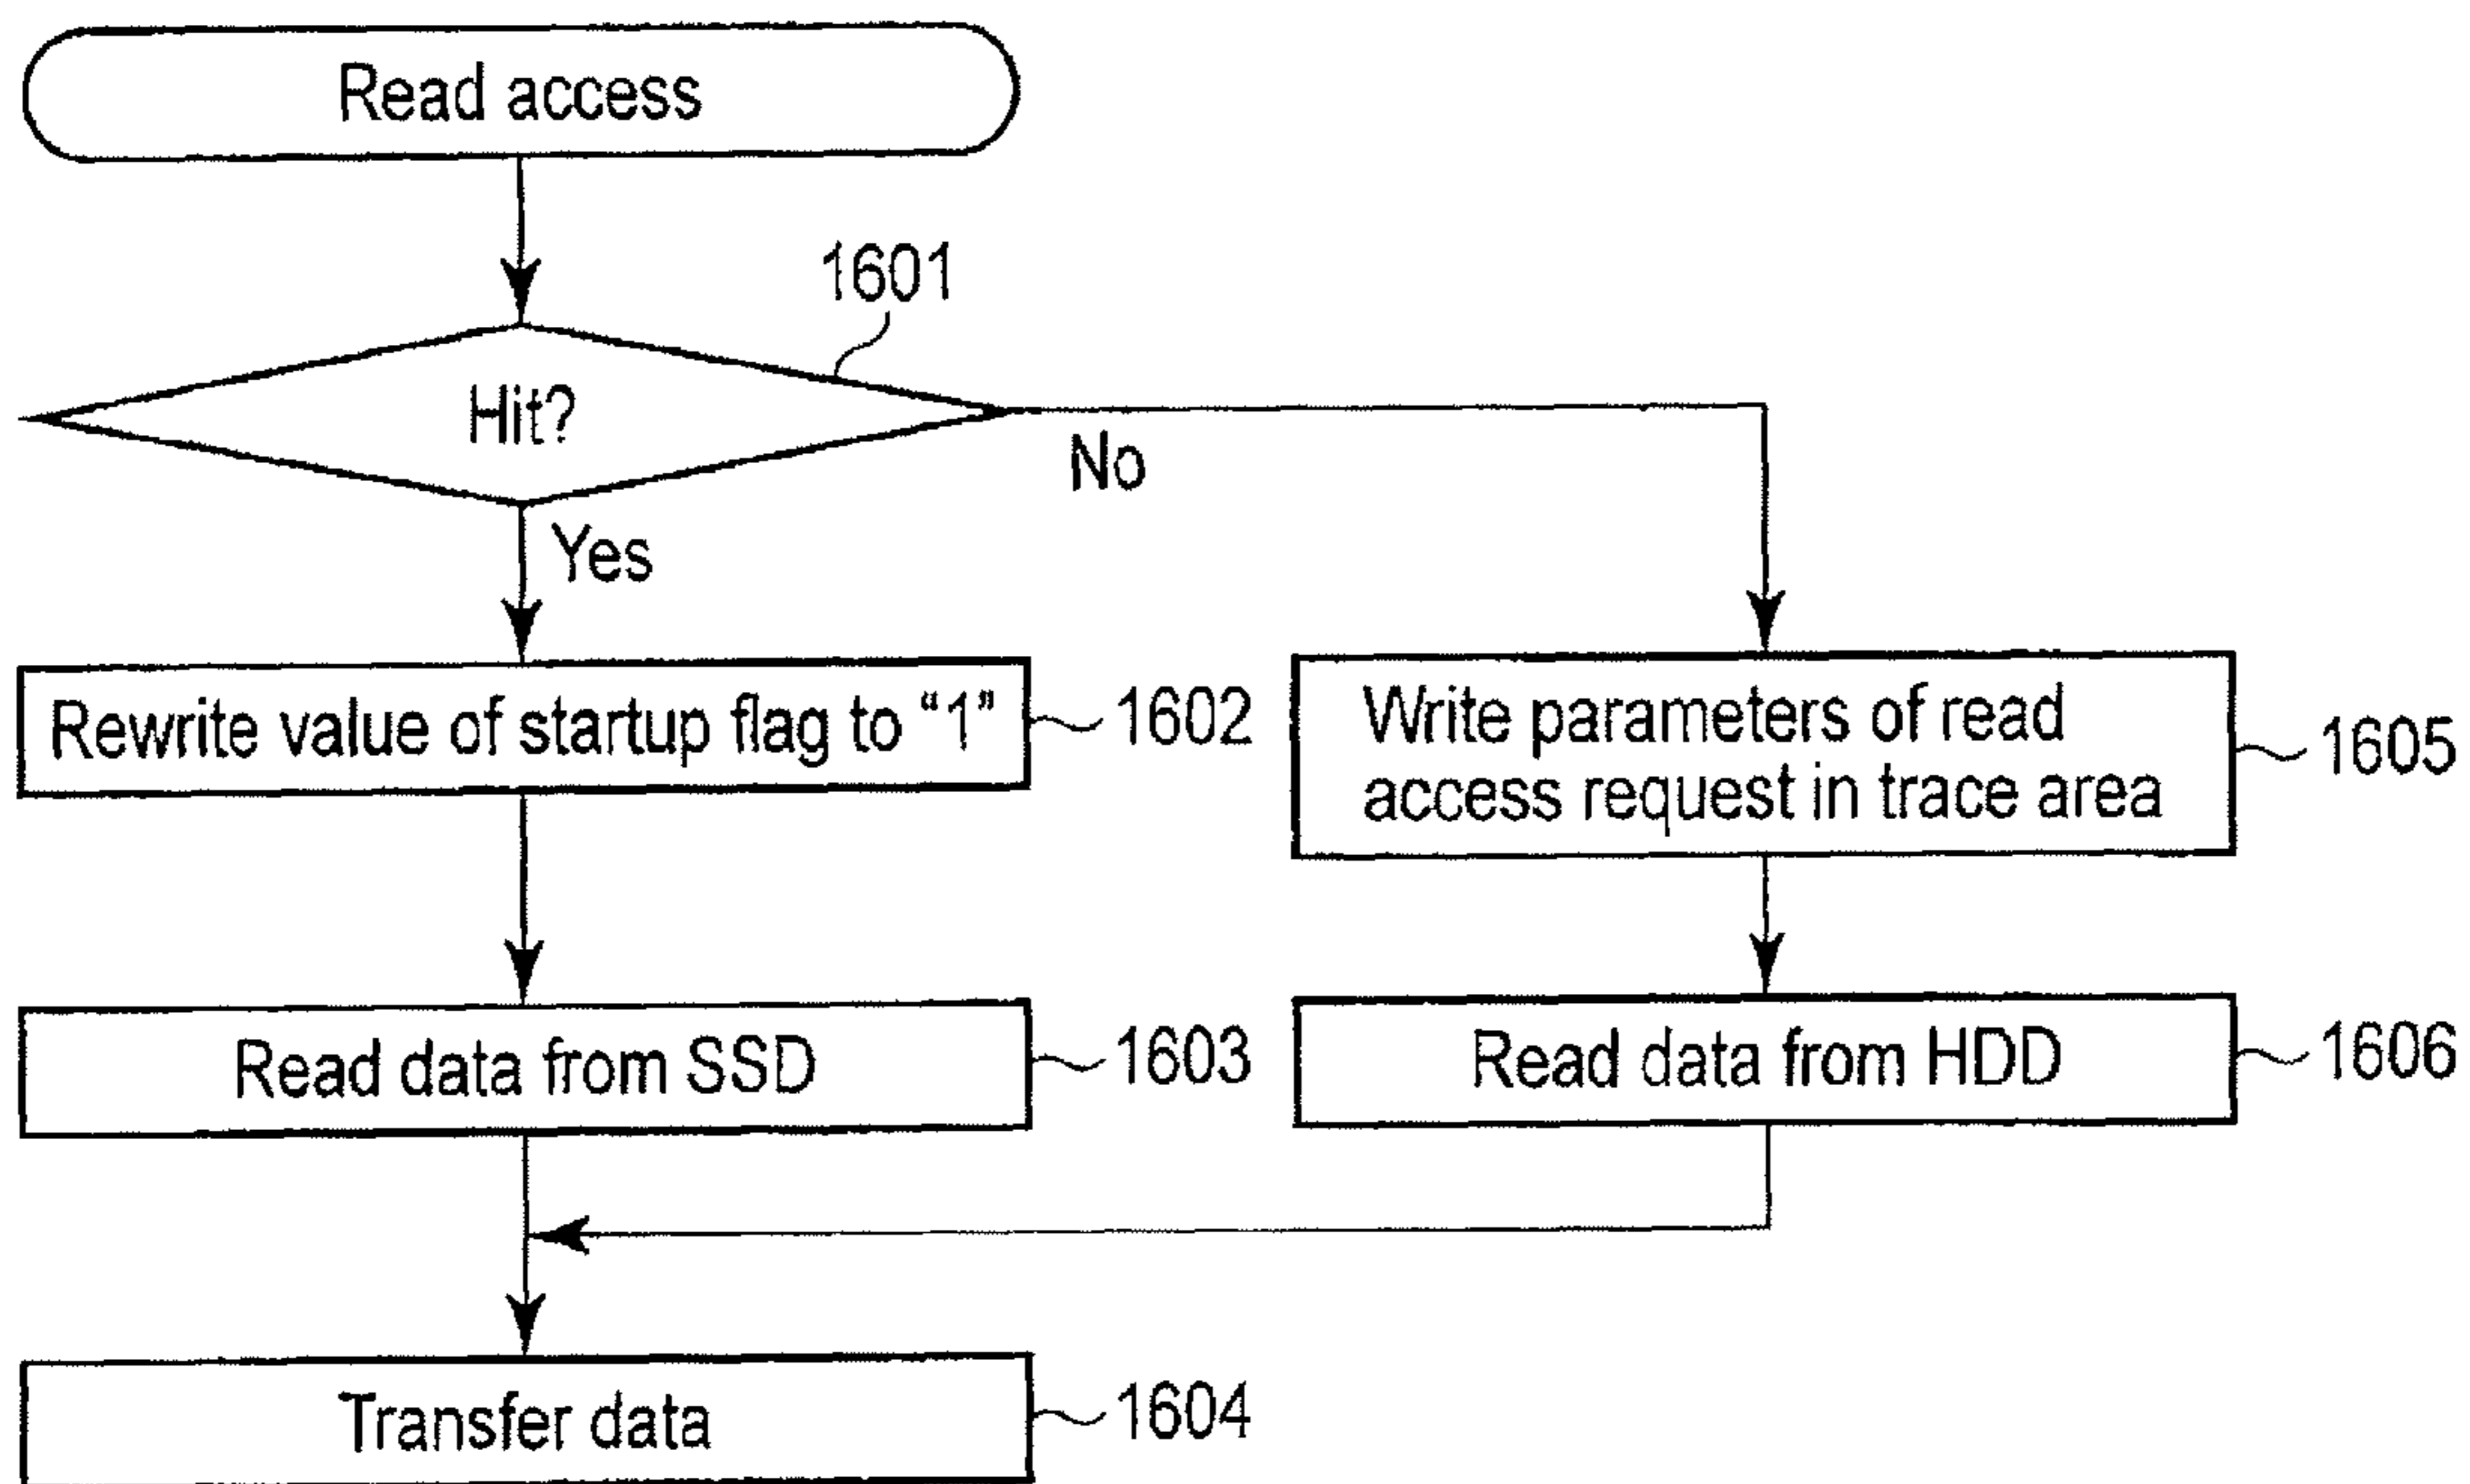 Read access
1601
Hit?
No
Yes
Rewrite value of startup flag to “1”
1602
Write parameters of read
access request in trace area
1605
Read data from SSD
1603
Read data from HDD
1606
Transfer data
1604